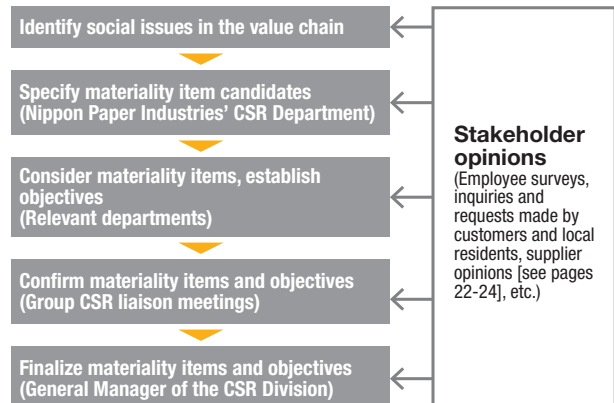 Identify social issues in the value chain
Specify materiality item candidates
(Nippon Paper Industries’ CSR Department)
Consider materiality items, establish
objectives
(Relevant departments)
Confirm materiality items and objectives
(Group CSR liaison meetings)
Finalize materiality items and objectives
(General Manager of the CSR Division)
Stakeholder
opinions
(Employee surveys,
inquiries and
requests made by
customers and local
residents, supplier
opinions [see pages
22-24], etc.)